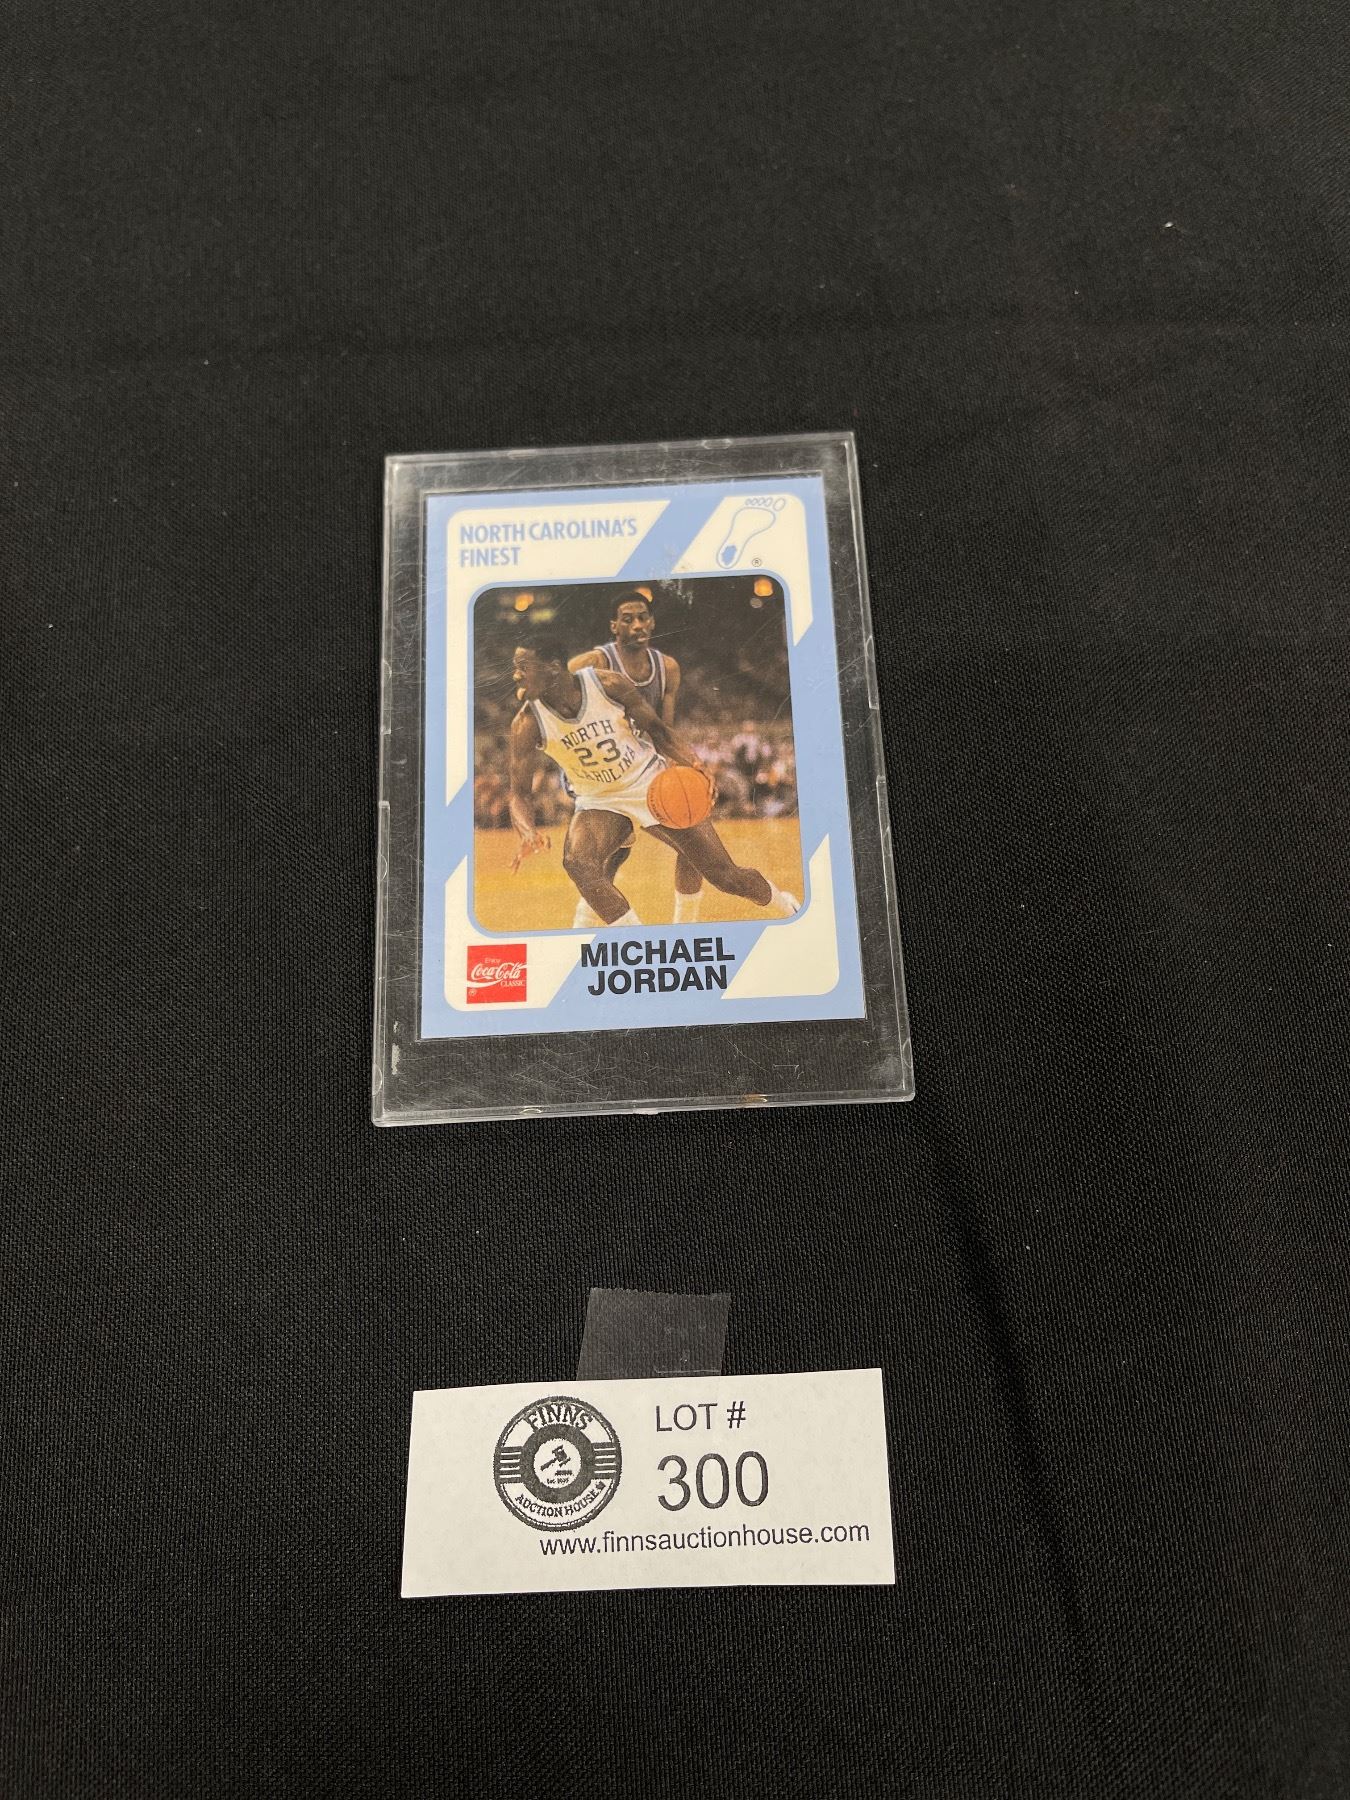 NORTH CAROLINA'S
FINEST
®
NORTH
23
CAROLINA
Enjoy
Coca-Cola
CLASSIC
®
MICHAEL
JORDAN
FINNS
AUCTION HOUSE
LOT #
300
www.finnsauctionhouse.com